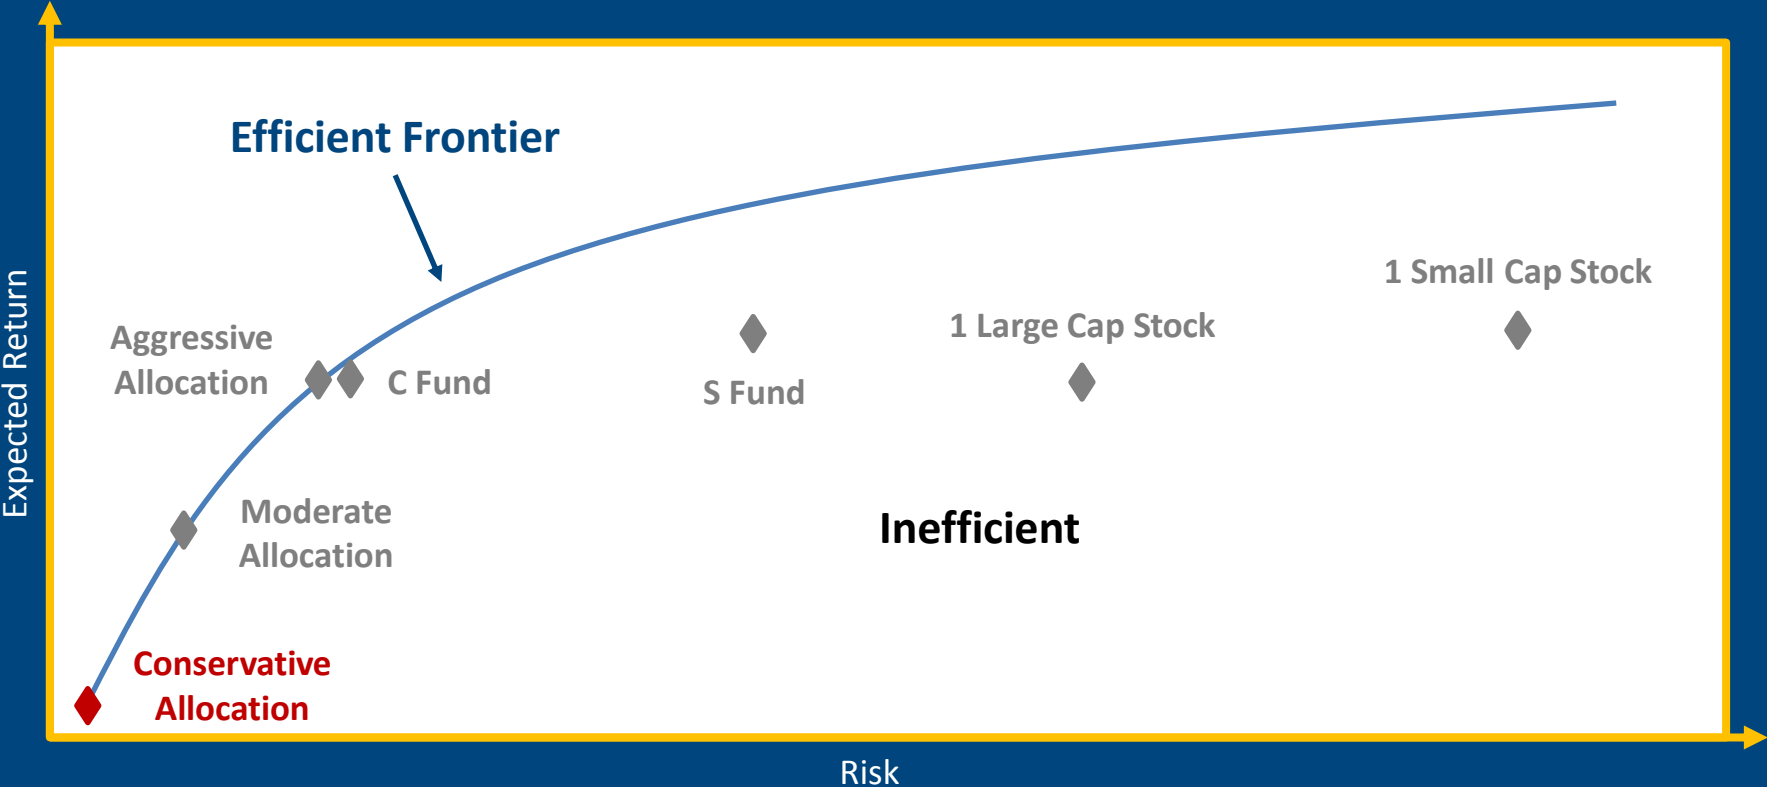 Efficient Frontier
1 Small Cap Stock
Aggressive
Allocation
C Fund
S Fund
1 Large Cap Stock
Moderate
Allocation
Inefficient
Conservative
Allocation
Expected Return
Risk